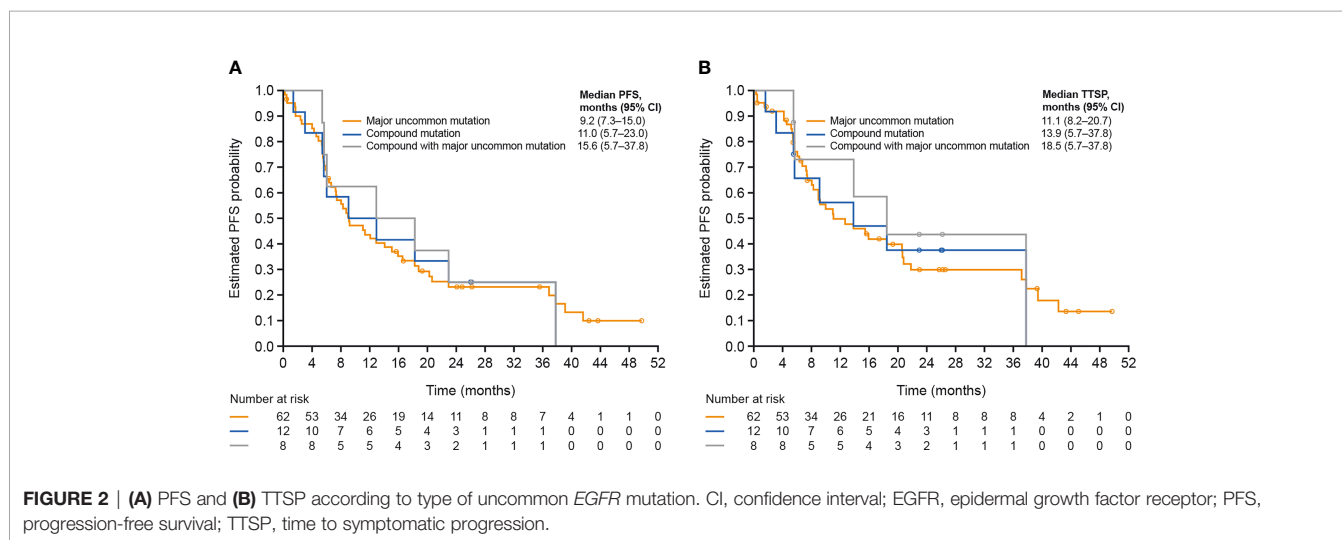 A
Estimated PFS probability
1.0
0.9
0.8
0.7
0.6
0.5
0.4
0.3
0.2
0.1
0.0
Median PFS,
months (95% CI)
Major uncommon mutation 9.2 (7.3–15.0)
Compound mutation 11.0 (5.7–23.0)
Compound with major uncommon mutation 15.6 (5.7–37.8)
0 4 8 12 16 20 24 28 32 36 40 44 48 52
Time (months)
Number at risk
62 53 34 26 19 14 11 8 8 7 4 1 1 0
12 10 7 6 5 4 3 1 1 1 0 0 0 0
8 8 5 5 4 3 2 1 1 1 0 0 0 0
B
Estimated PFS probability
1.0
0.9
0.8
0.7
0.6
0.5
0.4
0.3
0.2
0.1
0.0
Median TTSP,
months (95% CI)
Major uncommon mutation 11.1 (8.2–20.7)
Compound mutation 13.9 (5.7–37.8)
Compound with major uncommon mutation 18.5 (5.7–37.8)
0 4 8 12 16 20 24 28 32 36 40 44 48 52
Time (months)
Number at risk
62 53 34 26 21 16 11 8 8 8 4 2 1 0
12 10 7 6 5 4 3 1 1 1 0 0 0 0
8 8 5 5 4 3 2 1 1 1 0 0 0 0
FIGURE 2 | (A) PFS and (B) TTSP according to type of uncommon EGFR mutation. CI, confidence interval; EGFR, epidermal growth factor receptor; PFS,
progression-free survival; TTSP, time to symptomatic progression.